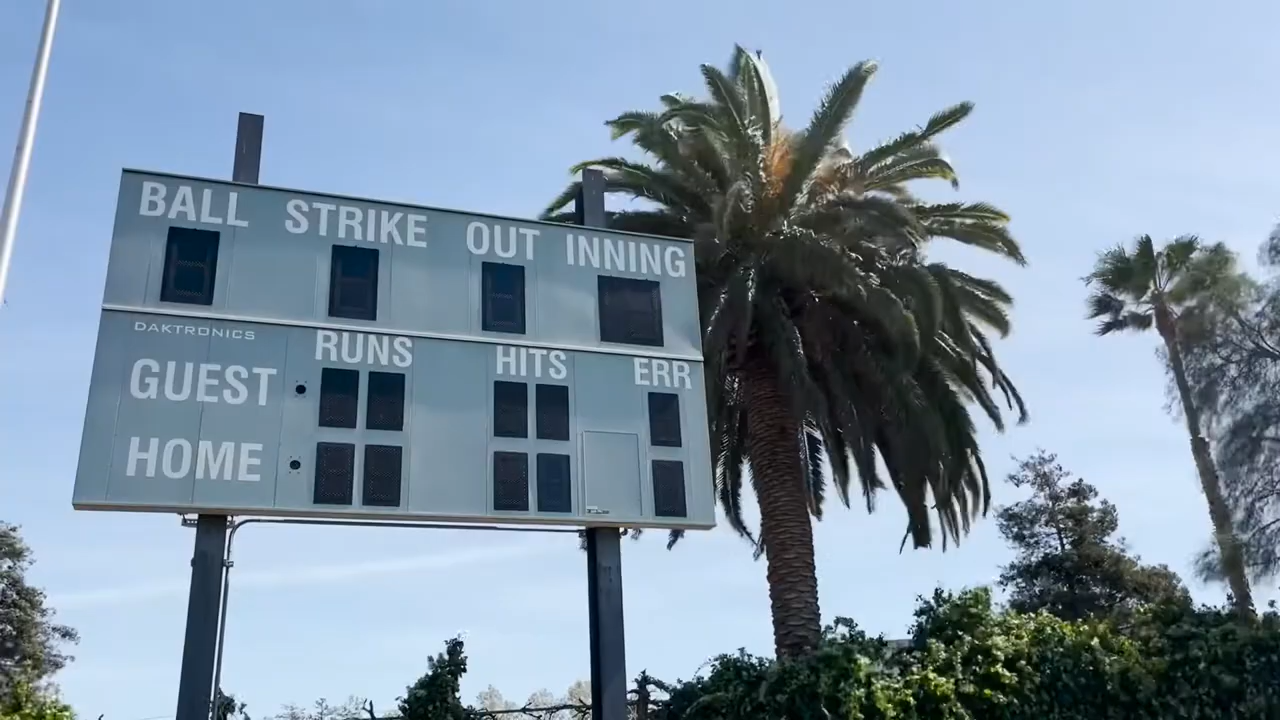 BALL STRIKE OUT INNING
DAKTRONICS
RUNS HITS ERR
GUEST
HOME